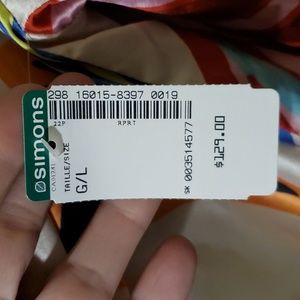 298 16015-8397 0019
22P RPRT
simons
TAILLE/SIZE
G/L
SK 003514577
$129.00